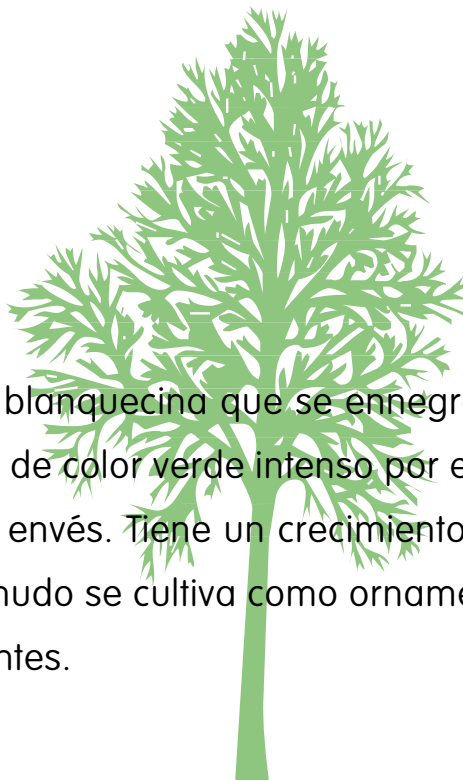 blanquecina que se ennegr
de color verde intenso por e
envés. Tiene un crecimiento
nudo se cultiva como orname
ntes.